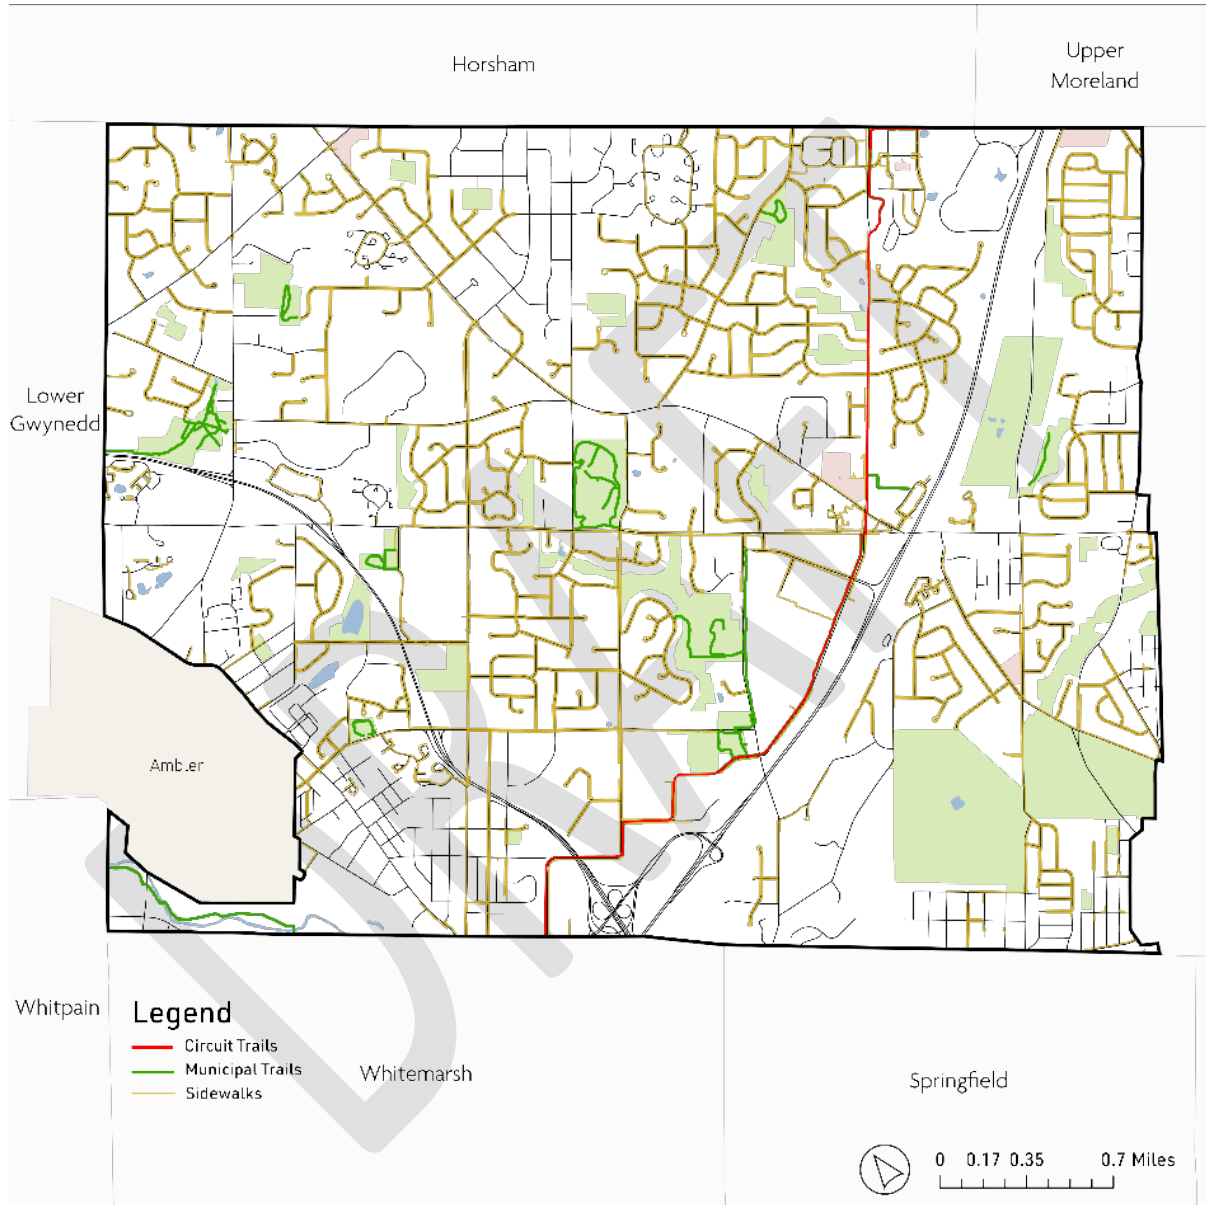 Horsham
Upper
Moreland
Lower
Gwynedd
Ambler
DRAFT
Whitpain
Legend
Circuit Trails
Municipal Trails
Sidewalks
Whitemarsh
Springfield
0 0.17 0.35 0.7 Miles